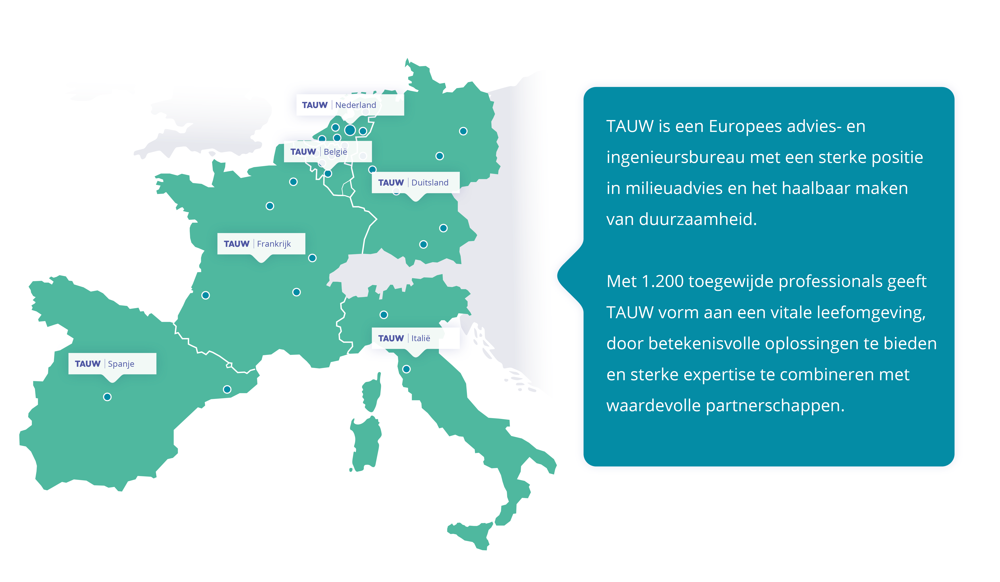 TAUW | Nederland
TAUW | België
TAUW | Duitsland
TAUW | Frankrijk
TAUW | Italië
TAUW | Spanje
TAUW is een Europees advies- en
ingenieursbureau met een sterke positie
in milieuadvies en het haalbaar maken
van duurzaamheid.
Met 1.200 toegewijde professionals geeft
TAUW vorm aan een vitale leefomgeving,
door betekenisvolle oplossingen te bieden
en sterke expertise te combineren met
waardevolle partnerschappen.